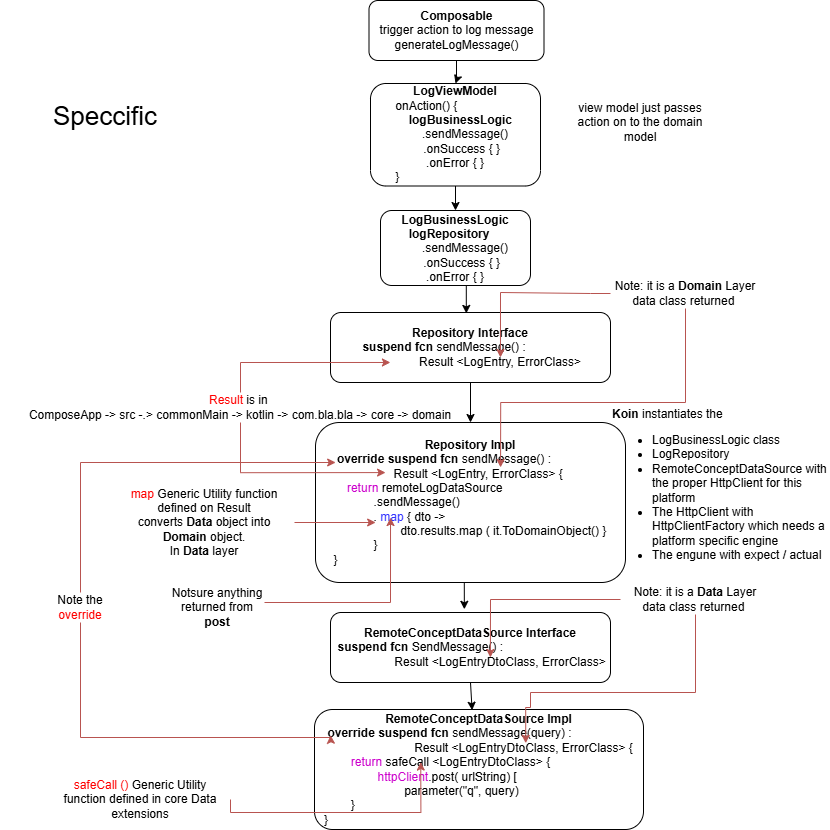 Composable
trigger action to log message
generateLogMessage()
Speccific
LogViewModel
onAction() {
logBusinessLogic
.sendMessage()
.onSuccess { }
.onError { }
}
view model just passes
action on to the domain
model
LogBusinessLogic
logRepository
.sendMessage()
.onSuccess { }
.onError { }
Note: it is a Domain Layer
data class returned
Repository Interface
suspend fcn sendMessage() :
Result <LogEntry, ErrorClass>
Result is in
ComposeApp -> src -.> commonMain -> kotlin -> com.bla.bla -> core -> domain
Koin instantiates the
LogBusinessLogic class
LogRepository
RemoteConceptDataSource with
the proper HttpClient for this
platform
The HttpClient with
HttpClientFactory which needs a
platform specific engine
The engune with expect / actual
Repository Impl
override suspend fcn sendMessage() :
Result <LogEntry, ErrorClass> {
return remoteLogDataSource
.sendMessage()
. map { dto ->
dto.results.map ( it.ToDomainObject() }
}
}
map Generic Utility function
defined on Result
converts Data object into
Domain object.
In Data layer
Notsure anything
returned from
post
Note the
override
Note: it is a Data Layer
data class returned
RemoteConceptDataSource Interface
suspend fcn SendMessage() :
Result <LogEntryDtoClass, ErrorClass>
RemoteConceptDataSource Impl
override suspend fcn sendMessage(query) :
Result <LogEntryDtoClass, ErrorClass> {
return safeCall <LogEntryDtoClass> {
httpClient.post( urlString) [
parameter("q", query)
}
}
safeCall () Generic Utility
function defined in core Data
extensions